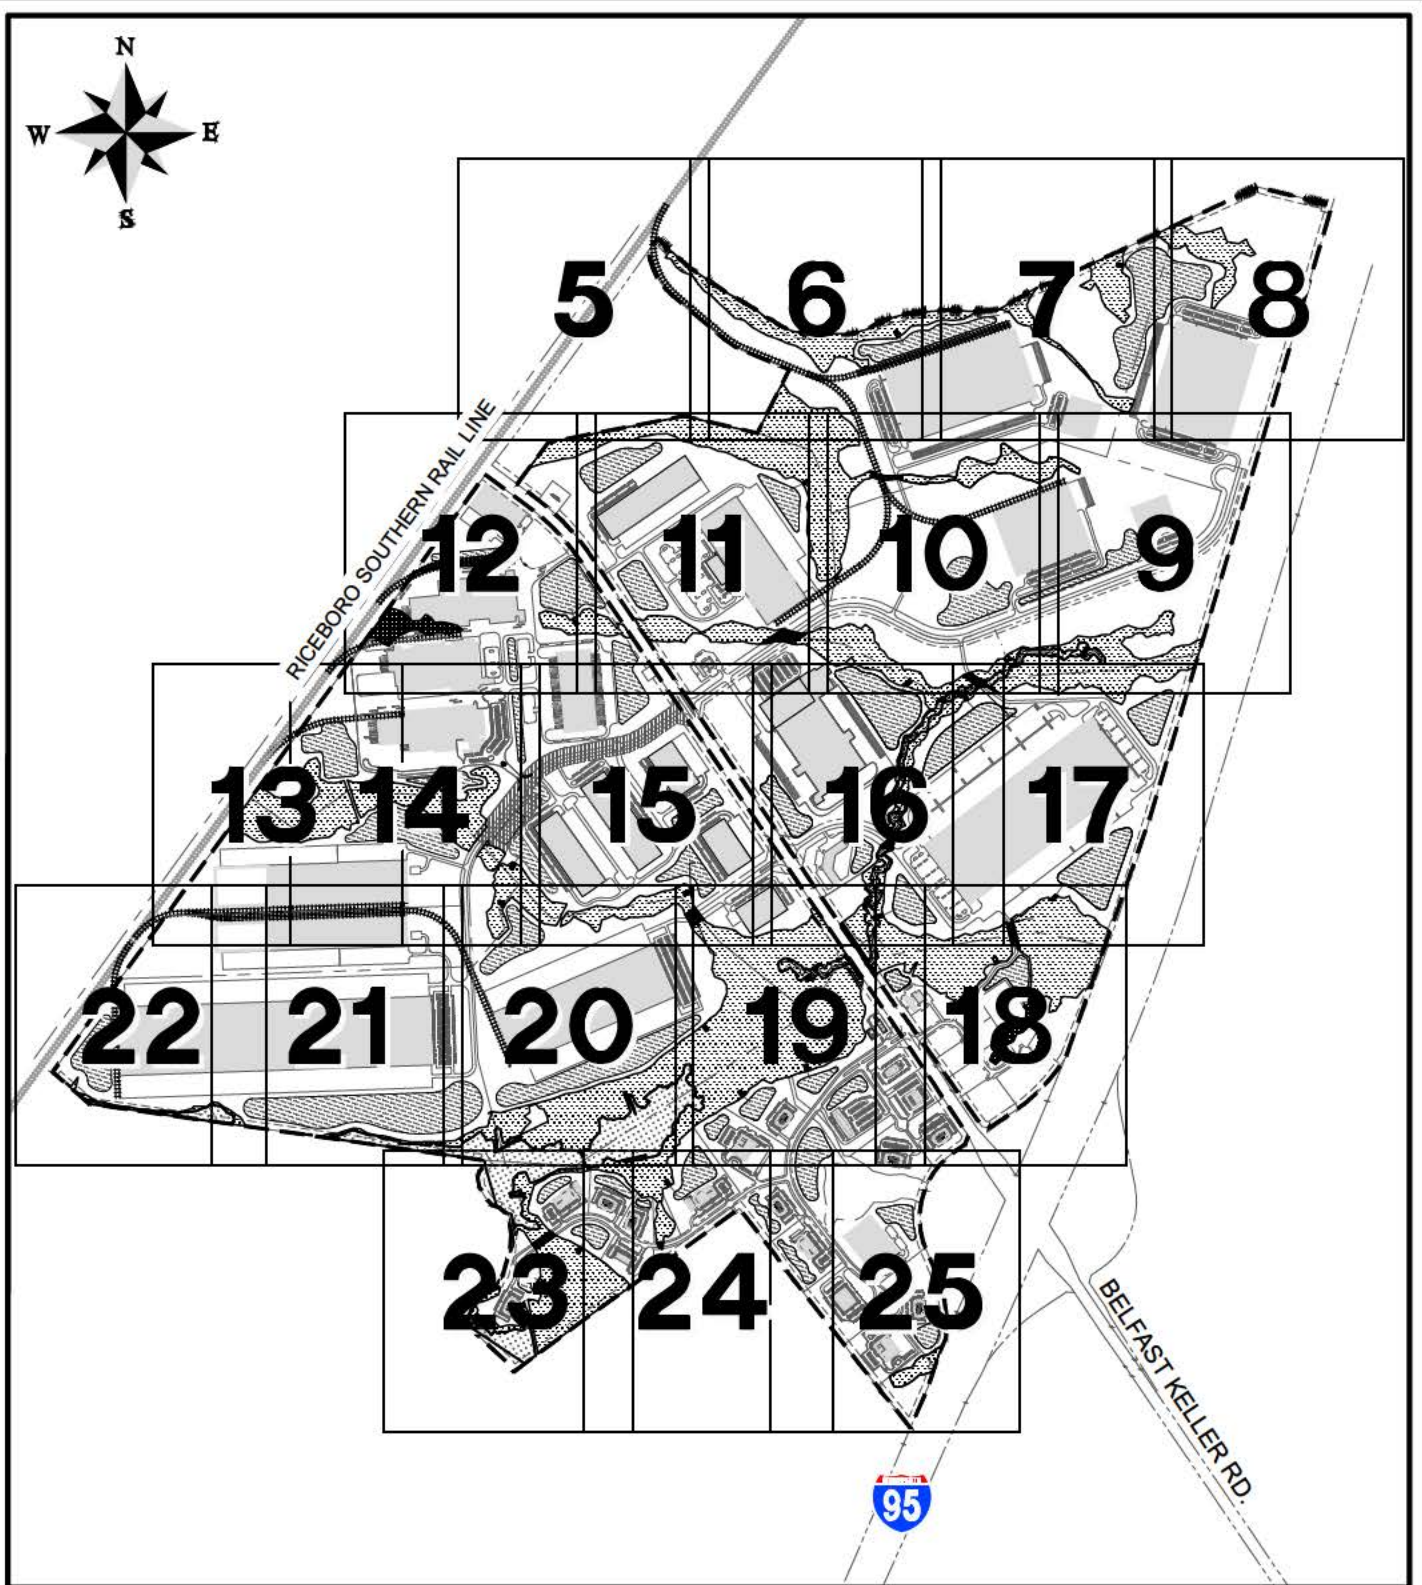 N
W E
S
5 6 7 8
RICEBORO SOUTHERN RAIL LINE
12 11 10 9
13 14 15 16 17
22 21 20 19 18
23 24 25
BELFAST KELLER RD.
95